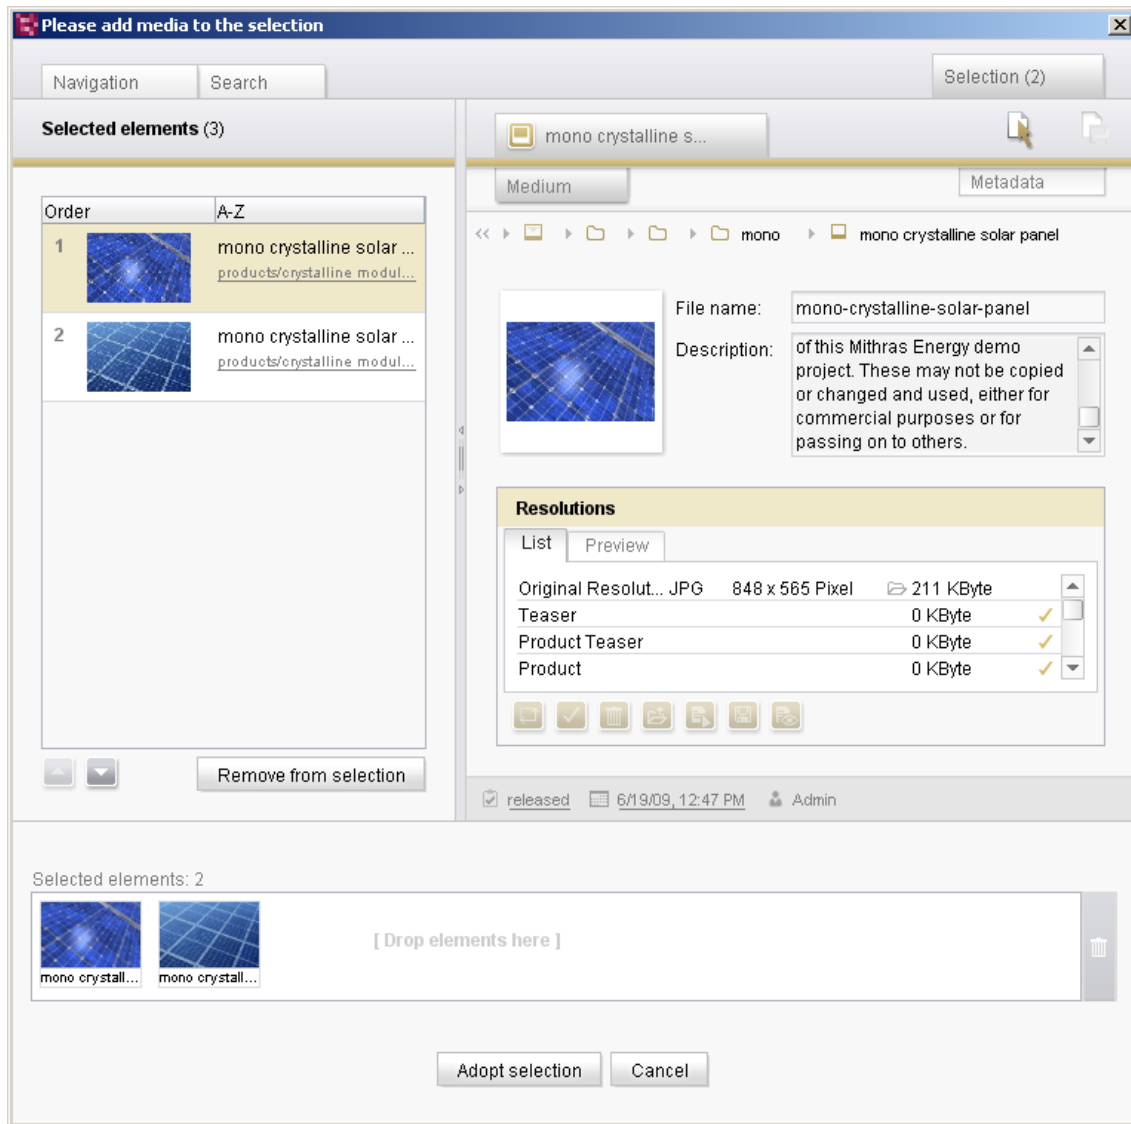 Please add media to the selection
Navigation
Search
Selection (2)
Selected elements (3)
mono crystalline s...
Medium
Metadata
Order
A-Z
mono
mono crystalline solar panel
1
mono crystalline solar ...
products/crystalline modul...
2
mono crystalline solar ...
products/crystalline modul...
File name:
mono-crystalline-solar-panel
Description:
of this Mithras Energy demo
project. These may not be copied
or changed and used, either for
commercial purposes or for
passing on to others.
Resolutions
List
Preview
Original Resolut... JPG 848 x 565 Pixel 211 KByte
Teaser 0 KByte
Product Teaser 0 KByte
Product 0 KByte
Remove from selection
released 6/19/09, 12:47 PM Admin
Selected elements: 2
mono crystall...
mono crystall...
[ Drop elements here ]
Adopt selection
Cancel